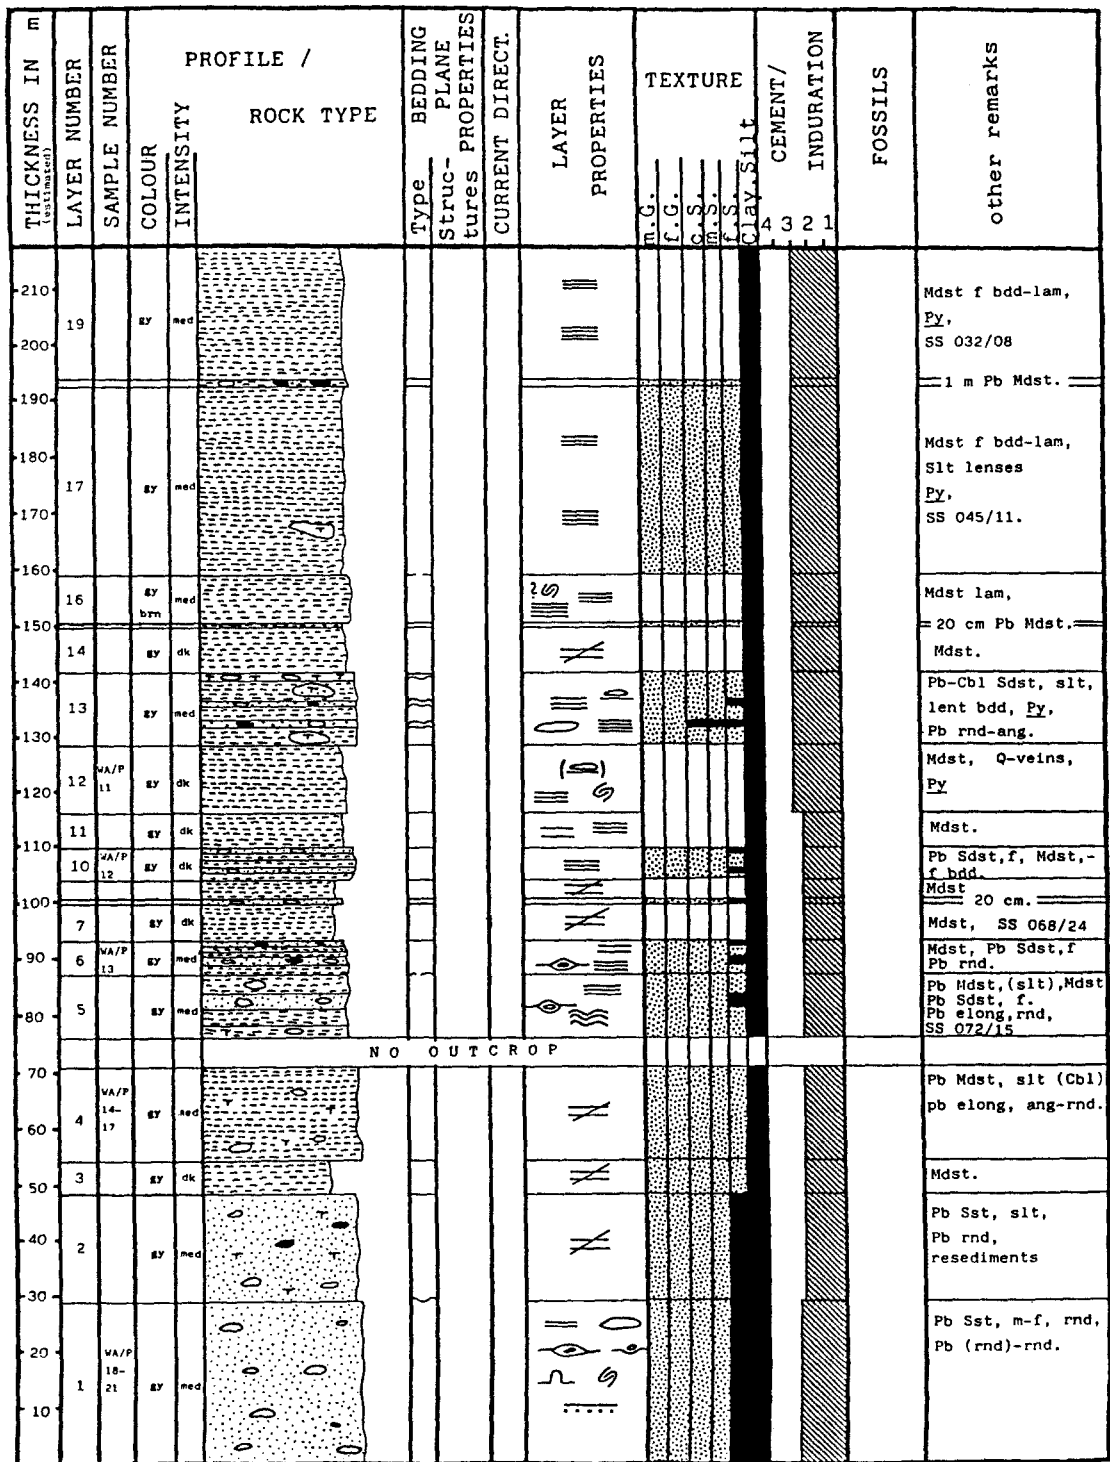 THICKNESS IN m
(estimated)
LAYER NUMBER
SAMPLE NUMBER
COLOUR
INTENSITY
PROFILE /
ROCK TYPE
BEDDING
PLANE
PROPERTIES
Type
Struc-
tures
CURRENT DIRECT.
LAYER
PROPERTIES
TEXTURE
m.G.
f.G.
c.S.
m.S.
f.S.
Clay.Silt
CEMENT/
INDURATION
4 3 2 1
FOSSILS
other remarks
210
200
19 gy med
Mdst f bdd-lam,
Py,
SS 032/08
1 m Pb Mdst.
190
180
170
160
17 gy med
Mdst f bdd-lam,
Slt lenses
Py,
SS 045/11.
16 gy brn med
?
Mdst lam,
150
20 cm Pb Mdst.
14 gy dk
Mdst.
140
130
13 gy med
Pb-Cbl Sdst, slt,
lent bdd, Py,
Pb rnd-ang.
120
12 WA/P 11 gy dk
( )
Mdst, Q-veins,
Py
11 gy dk
Mdst.
110
10 WA/P 12 gy dk
Pb Sdst,f, Mdst,-
f bdd.
Mdst
100
20 cm.
7 gy dk
Mdst, SS 068/24
90
6 WA/P 13 gy med
Mdst, Pb Sdst,f
Pb rnd.
80
5 gy med
Pb Mdst,(slt),Mdst
Pb Sdst, f.
Pb elong,rnd,
SS 072/15
NO OUTCROP
70
60
4 WA/P 14-17 gy med
Pb Mdst, slt (Cbl)
pb elong, ang-rnd.
50
3 gy dk
Mdst.
40
30
2 gy med
Pb Sst, slt,
Pb rnd,
resediments
20
10
1 WA/P 18-21 gy med
Pb Sst, m-f, rnd,
Pb (rnd)-rnd.